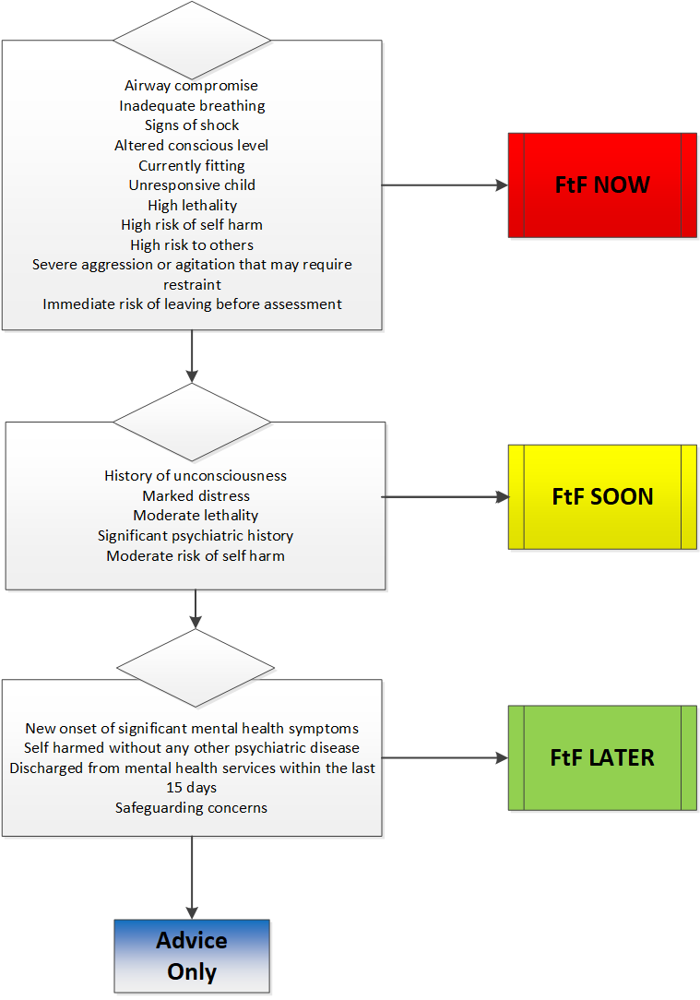 Airway compromise
Inadequate breathing
Signs of shock
Altered conscious level
Currently fitting
Unresponsive child
High lethality
High risk of self harm
High risk to others
Severe aggression or agitation that may require
restraint
Immediate risk of leaving before assessment
FtF NOW
History of unconsciousness
Marked distress
Moderate lethality
Significant psychiatric history
Moderate risk of self harm
FtF SOON
New onset of significant mental health symptoms
Self harmed without any other psychiatric disease
Discharged from mental health services within the last
15 days
Safeguarding concerns
FtF LATER
Advice
Only